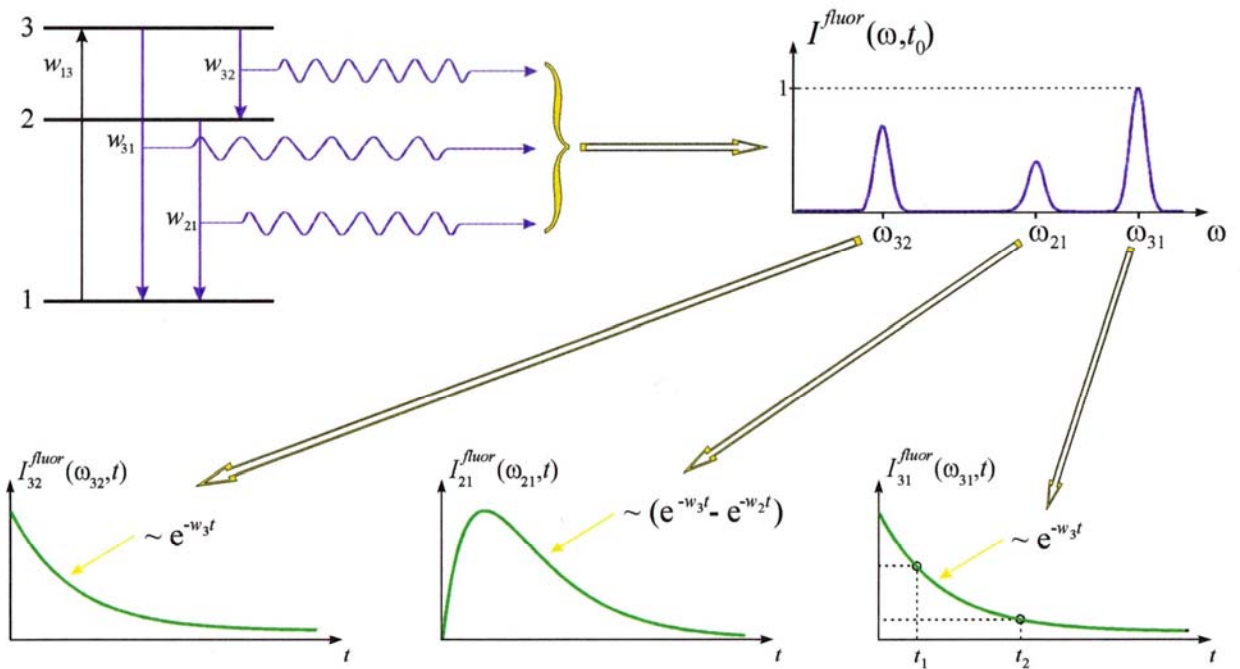 3
w₁₃
w₃₂
2
w₃₁
w₂₁
1
I^{fluor}(ω,t₀)
1
ω₃₂
ω₂₁
ω₃₁
ω
I₃₂^{fluor}(ω₃₂,t)
~ e^{-w₃t}
t
I₂₁^{fluor}(ω₂₁,t)
~ (e^{-w₃t}- e^{-w₂t})
t
I₃₁^{fluor}(ω₃₁,t)
~ e^{-w₃t}
t₁
t₂
t